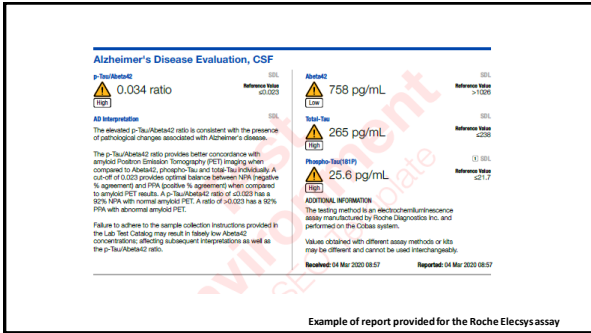 Alzheimer's Disease Evaluation, CSF
p-Tau/Abeta42
SDL
0.034 ratio
Reference Value
≤0.023
High
AD Interpretation
SDL
The elevated p-Tau/Abeta42 ratio is consistent with the presence
of pathological changes associated with Alzheimer's disease.
The p-Tau/Abeta42 ratio provides better concordance with
amyloid Positron Emission Tomography (PET) imaging when
compared to Abeta42, phospho-Tau and total-Tau individually. A
cut-off of 0.023 provides optimal balance between NPA (negative
% agreement) and PPA (positive % agreement) when compared
to amyloid PET results. A p-Tau/Abeta42 ratio of ≤0.023 has a
92% NPA with normal amyloid PET. A ratio of >0.023 has a 92%
PPA with abnormal amyloid PET.
Failure to adhere to the sample collection instructions provided in
the Lab Test Catalog may result in falsely low Abeta42
concentrations; affecting subsequent interpretations as well as
the p-Tau/Abeta42 ratio.
Abeta42
SDL
758 pg/mL
Reference Value
>1026
Low
Total-Tau
SDL
265 pg/mL
Reference Value
≤238
High
Phospho-Tau(181P)
SDL
25.6 pg/mL
Reference Value
≤21.7
High
ADDITIONAL INFORMATION
The testing method is an electrochemiluminescence
assay manufactured by Roche Diagnostics Inc. and
performed on the Cobas system.
Values obtained with different assay methods or kits
may be different and cannot be used interchangeably.
Received: 04 Mar 2020 08:57
Reported: 04 Mar 2020 08:57
Example of report provided for the Roche Elecsys assay